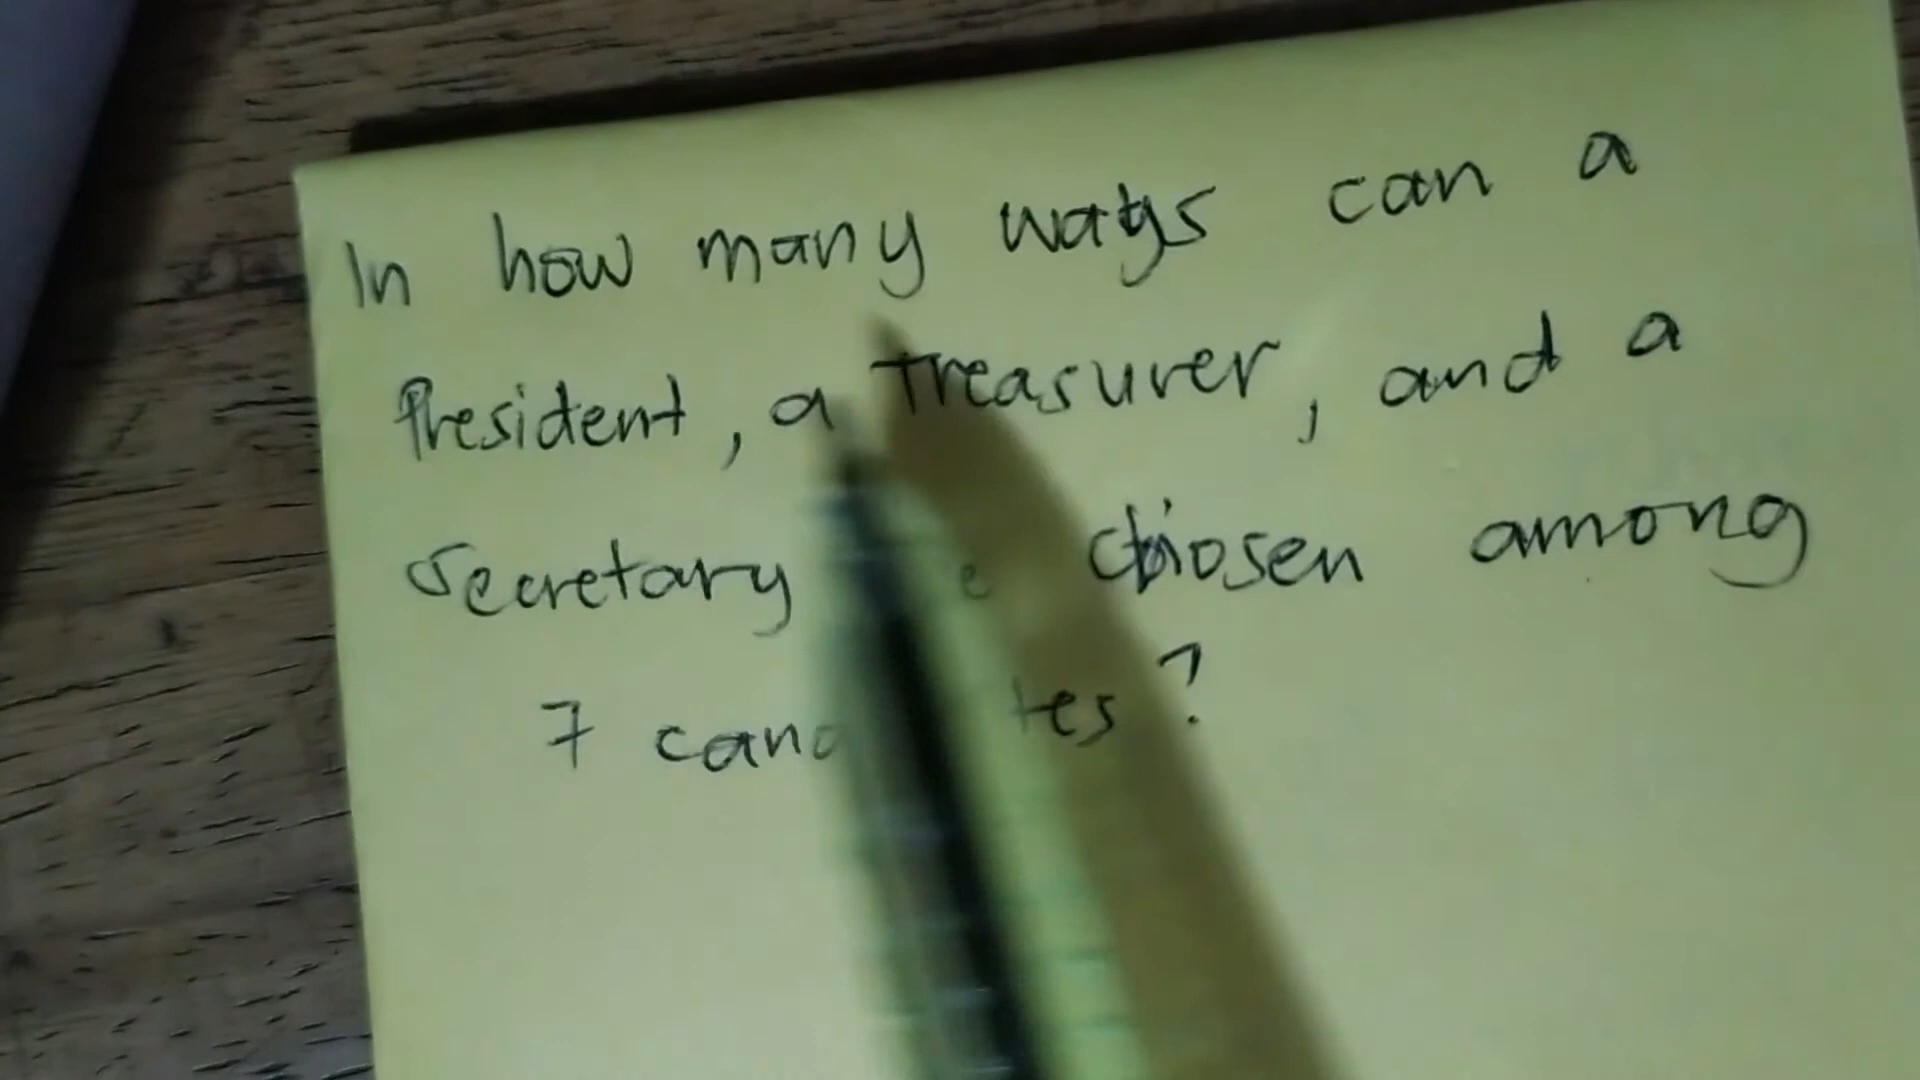 In how many ways can a
President, a treasurer, and a
secretary chosen among
7 ?